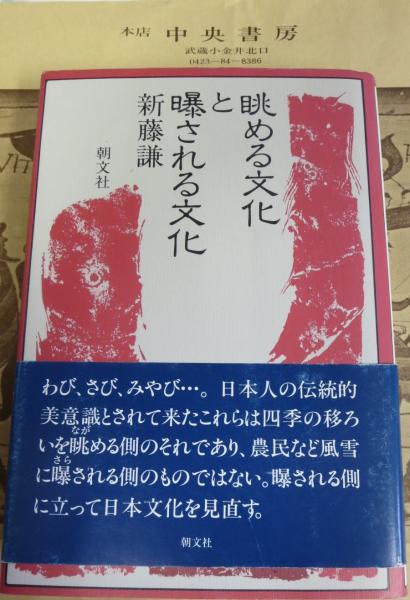 本店 中央書房
武蔵小金井北口
0423―84―8386
眺める文化
と
曝される文化
新藤謙
朝文社
わび、さび、みやび…。日本人の伝統的
美意識とされて来たこれらは四季の移ろ
いを眺める側のそれであり、農民など風雪
なが
に曝される側のものではない。曝される側
さら
に立って日本文化を見直す。
朝文社